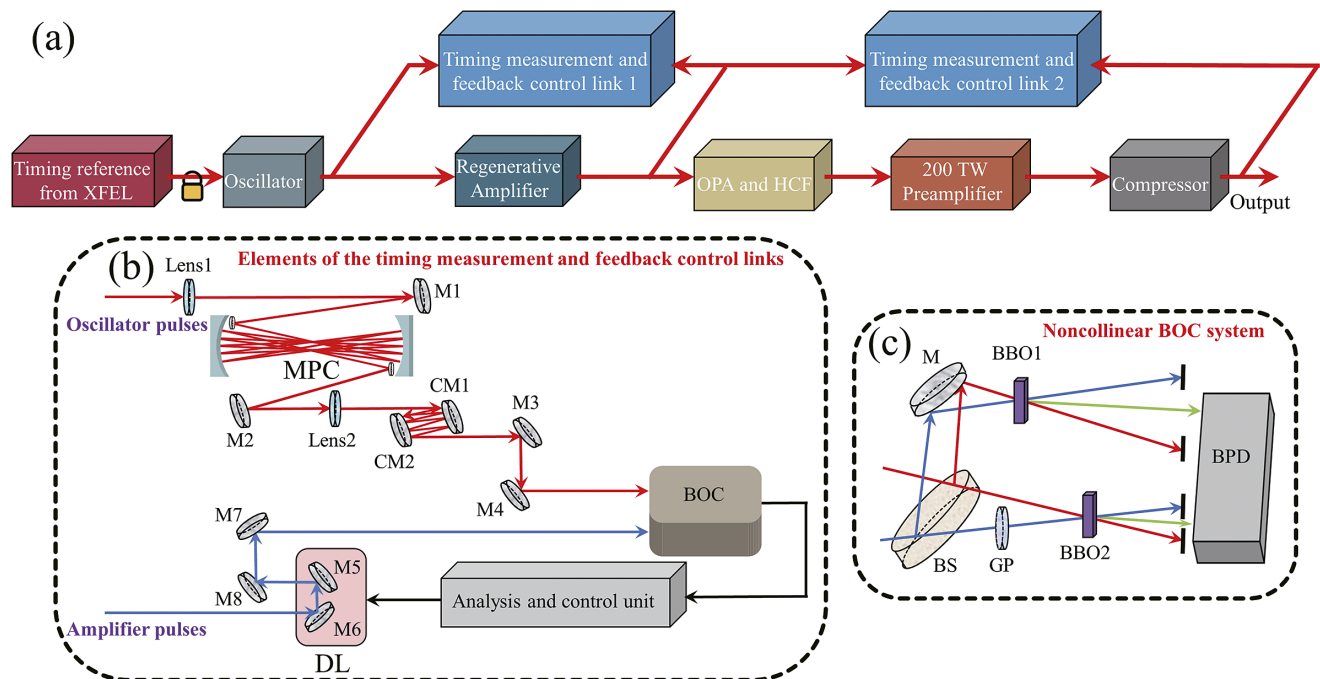 (a)
Timing measurement and
feedback control link 1
Timing measurement and
feedback control link 2
Timing reference
from XFEL
Oscillator
Regenerative
Amplifier
OPA and HCF
200 TW
Preamplifier
Compressor
Output
(b)
Elements of the timing measurement and feedback control links
Lens1
M1
Oscillator pulses
MPC
M2
Lens2
CM1
CM2
M3
M4
BOC
M7
M8
M5
M6
DL
Amplifier pulses
Analysis and control unit
(c)
Noncollinear BOC system
M
BBO1
BPD
BS
GP
BBO2